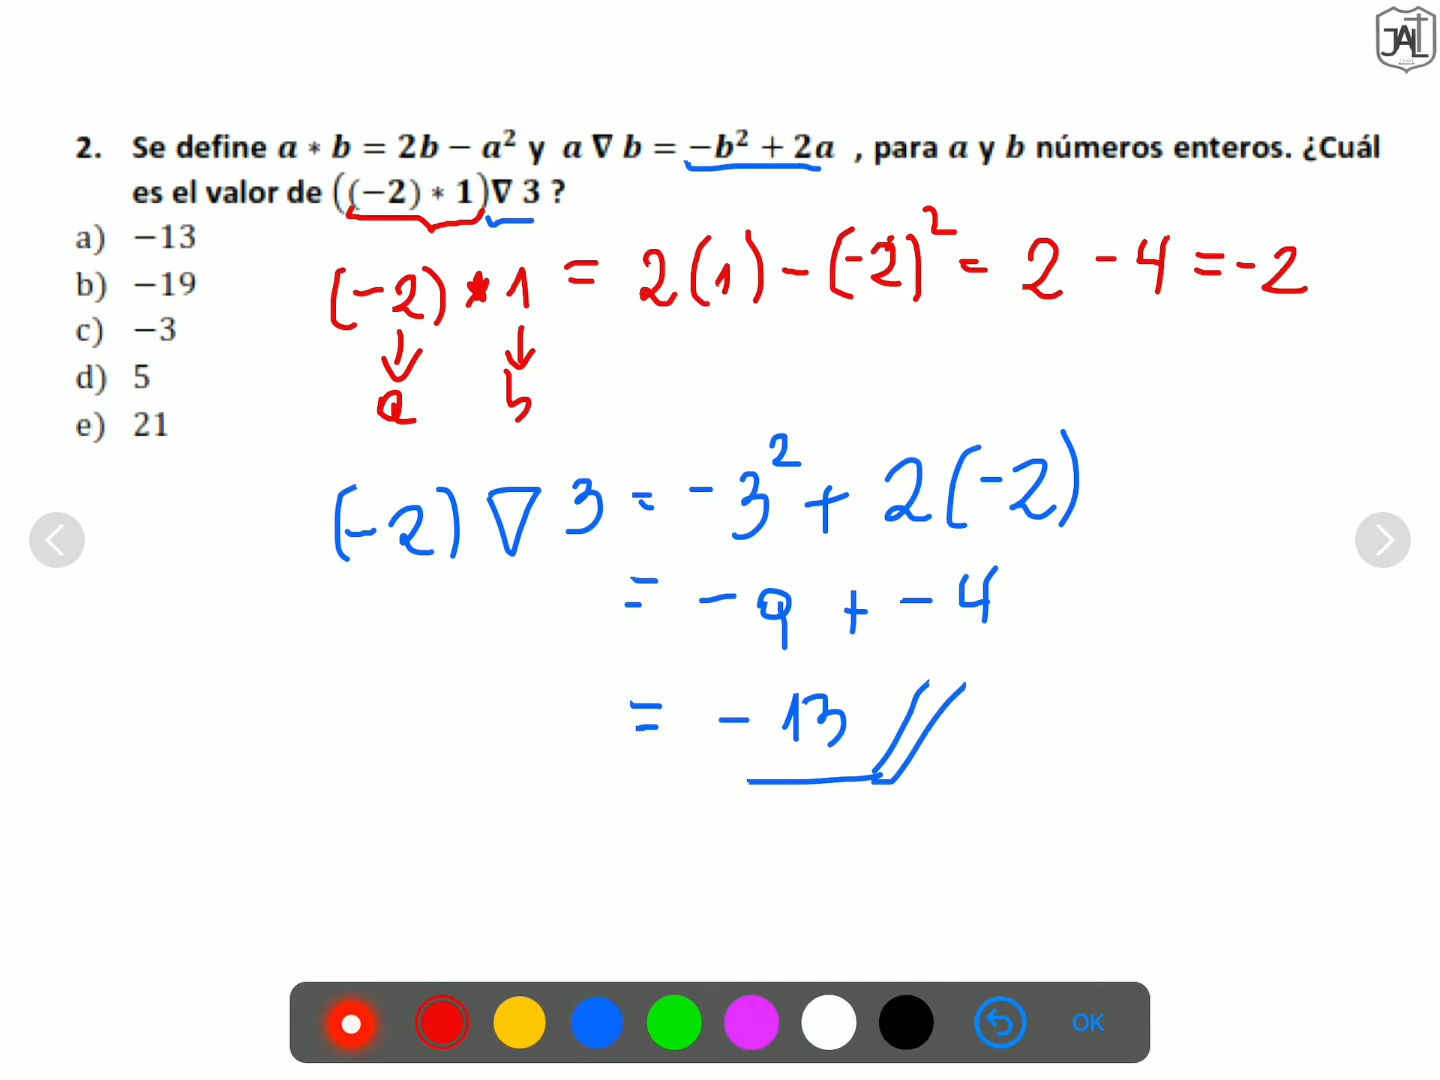 JALT
2. Se define a * b = 2b − a² y a ∇ b = −b² + 2a , para a y b números enteros. ¿Cuál
es el valor de ((−2) * 1)∇ 3 ?
a) −13
b) −19
c) −3
d) 5
e) 21
(-2) * 1 = 2(1) - (-2)² = 2 - 4 = -2
a b
(-2) ∇ 3 = -3² + 2(-2)
= -9 + -4
= -13
OK